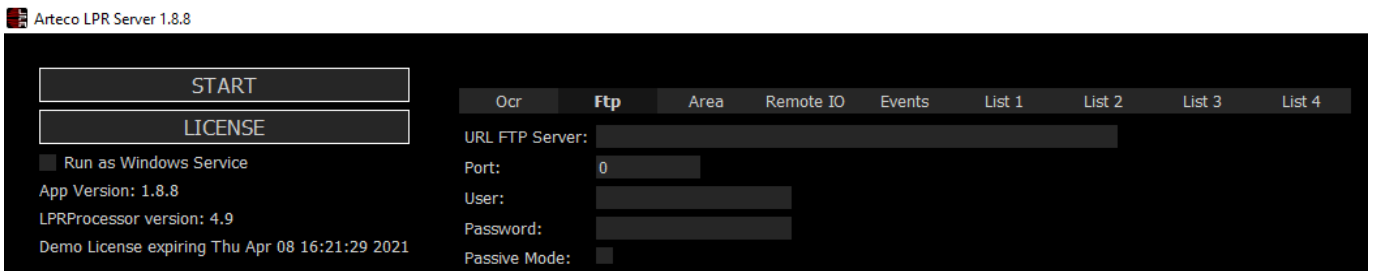 Arteco LPR Server 1.8.8
START
LICENSE
Run as Windows Service
App Version: 1.8.8
LPRProcessor version: 4.9
Demo License expiring Thu Apr 08 16:21:29 2021
Ocr Ftp Area Remote IO Events List 1 List 2 List 3 List 4
URL FTP Server:
Port: 0
User:
Password:
Passive Mode: